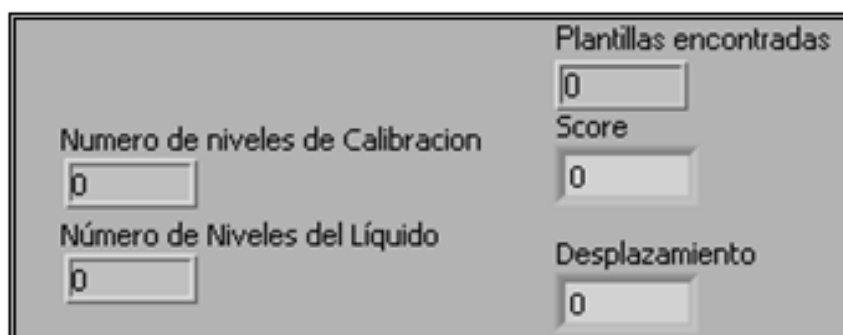 Plantillas encontradas
0
Score
0
Numero de niveles de Calibracion
0
Número de Niveles del Líquido
0
Desplazamiento
0